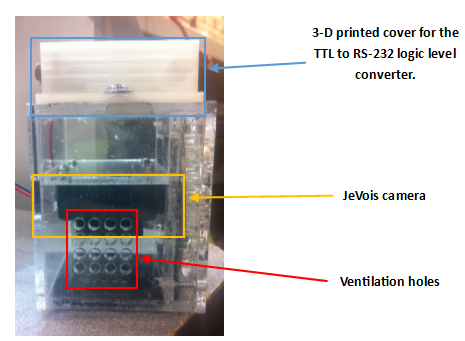 3-D printed cover for the
TTL to RS-232 logic level
converter.
JeVois camera
Ventilation holes